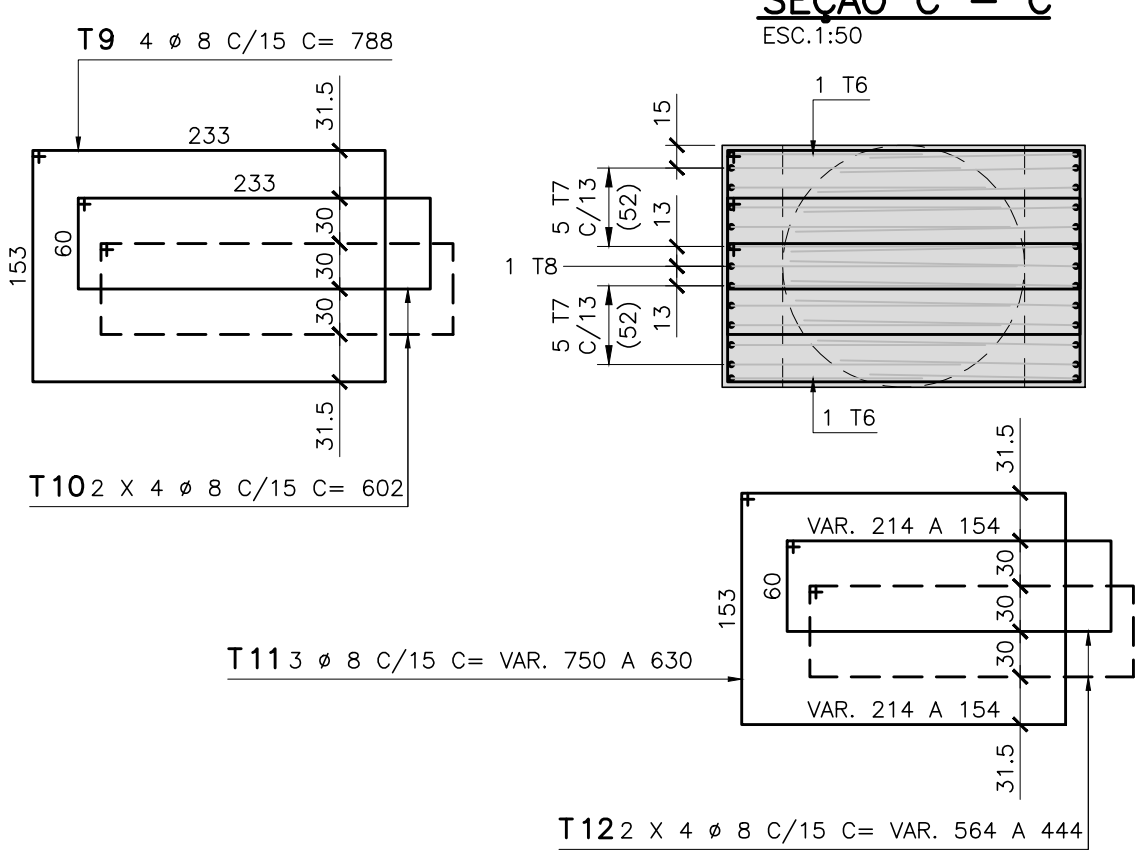 SEÇÃO C – C
ESC.1:50
T9 4 ø 8 C/15 C= 788
31.5
233
233
153
60
30
30
30
31.5
T10 2 X 4 ø 8 C/15 C= 602
1 T6
15
5 T7
C/13
(52)
13
1 T8
5 T7
C/13
(52)
13
1 T6
31.5
VAR. 214 A 154
153
60
30
30
30
VAR. 214 A 154
31.5
T11 3 ø 8 C/15 C= VAR. 750 A 630
T12 2 X 4 ø 8 C/15 C= VAR. 564 A 444